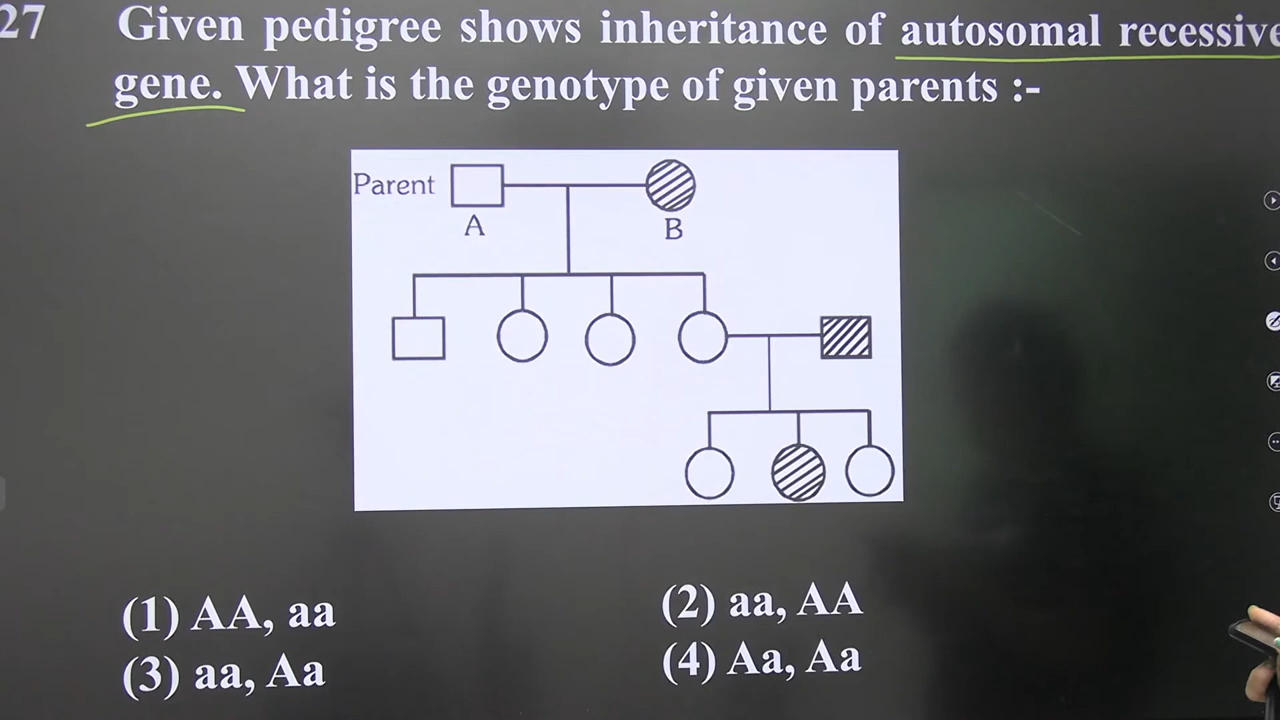 27 Given pedigree shows inheritance of autosomal recessive
gene. What is the genotype of given parents :-
Parent
A
B
(1) AA, aa
(2) aa, AA
(3) aa, Aa
(4) Aa, Aa